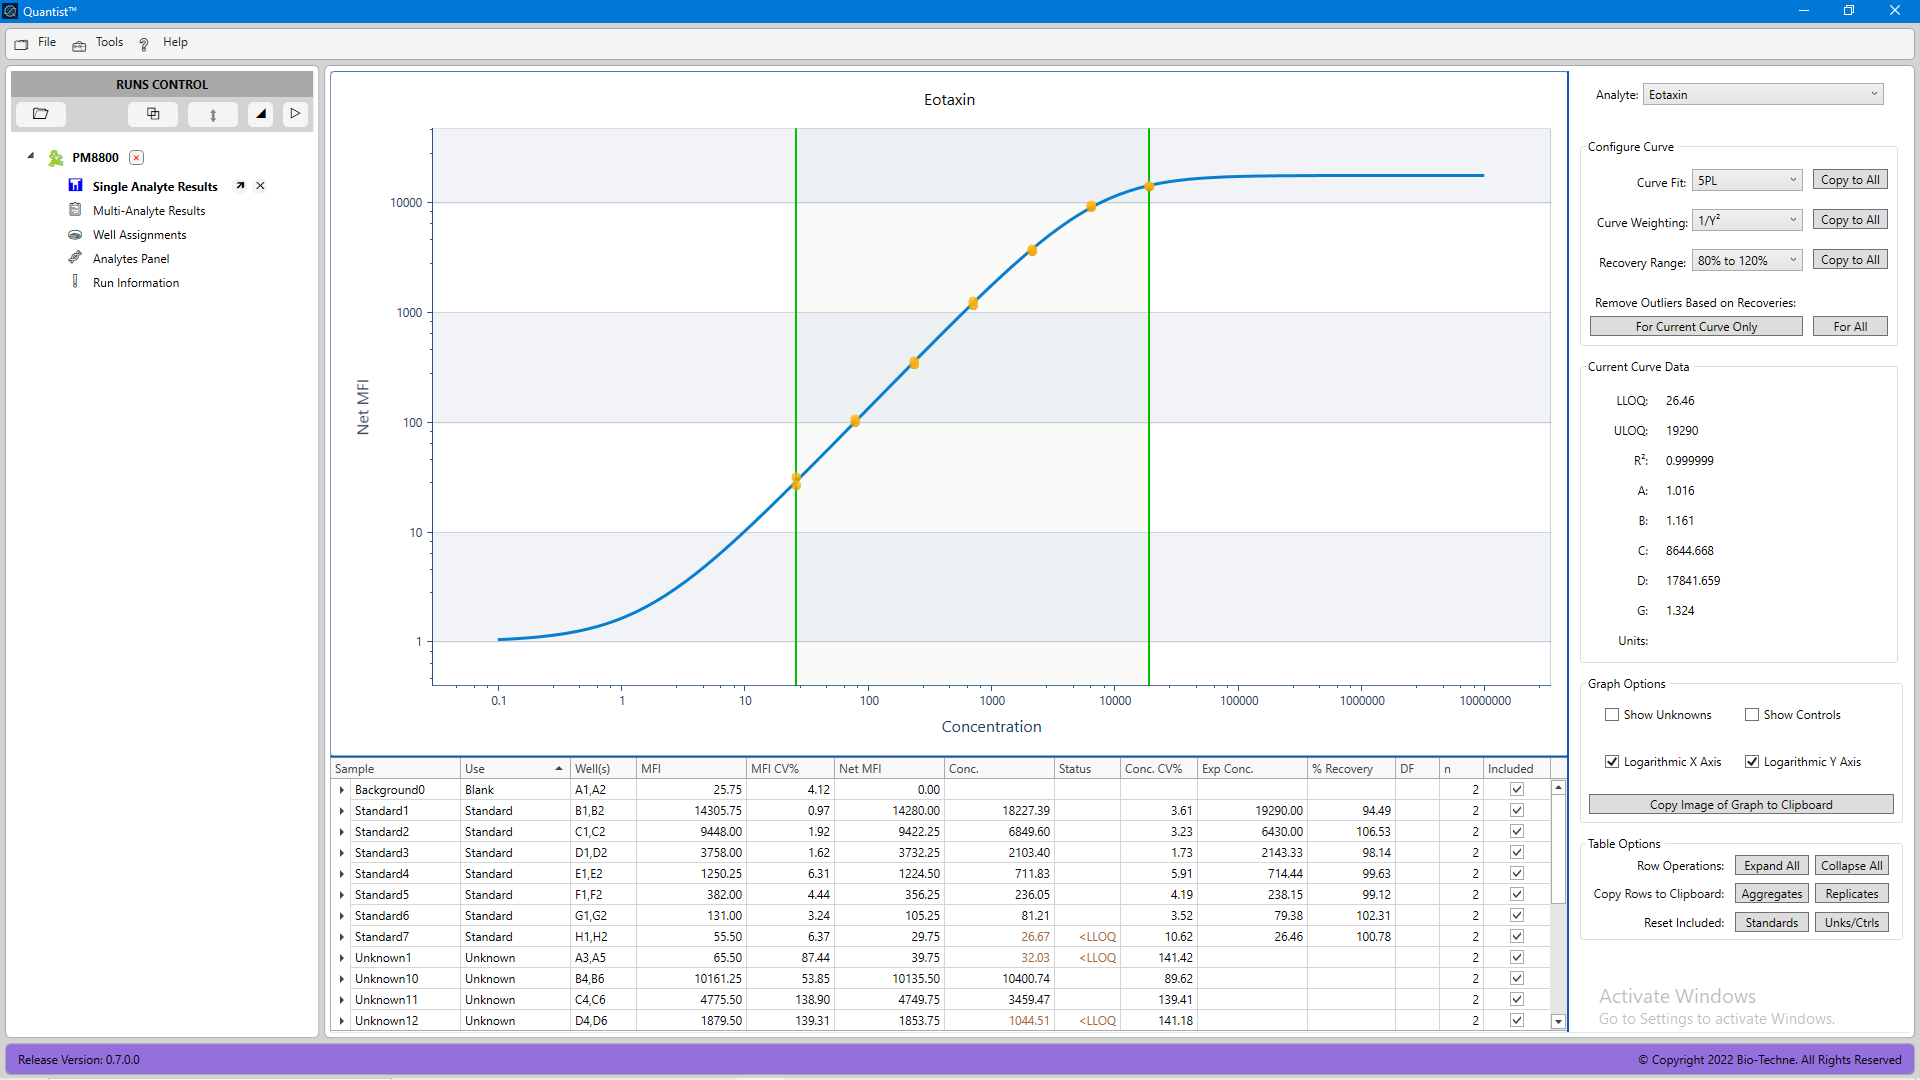 Quantist™
File Tools Help
RUNS CONTROL
PM8800
Single Analyte Results
Multi-Analyte Results
Well Assignments
Analytes Panel
Run Information
Eotaxin
Net MFI
10000
1000
100
10
1
0.1 1 10 100 1000 10000 100000 1000000 10000000
Concentration
Sample Use Well(s) MFI MFI CV% Net MFI Conc. Status Conc. CV% Exp Conc. % Recovery DF n Included
Background0 Blank A1,A2 25.75 4.12 0.00 2
Standard1 Standard B1,B2 14305.75 0.97 14280.00 18227.39 3.61 19290.00 94.49 2
Standard2 Standard C1,C2 9448.00 1.92 9422.25 6849.60 3.23 6430.00 106.53 2
Standard3 Standard D1,D2 3758.00 1.62 3732.25 2103.40 1.73 2143.33 98.14 2
Standard4 Standard E1,E2 1250.25 6.31 1224.50 711.83 5.91 714.44 99.63 2
Standard5 Standard F1,F2 382.00 4.44 356.25 236.05 4.19 238.15 99.12 2
Standard6 Standard G1,G2 131.00 3.24 105.25 81.21 3.52 79.38 102.31 2
Standard7 Standard H1,H2 55.50 6.37 29.75 26.67 <LLOQ 10.62 26.46 100.78 2
Unknown1 Unknown A3,A5 65.50 87.44 39.75 32.03 <LLOQ 141.42 2
Unknown10 Unknown B4,B6 10161.25 53.85 10135.50 10400.74 89.62 2
Unknown11 Unknown C4,C6 4775.50 138.90 4749.75 3459.47 139.41 2
Unknown12 Unknown D4,D6 1879.50 139.31 1853.75 1044.51 <LLOQ 141.18 2
Analyte: Eotaxin
Configure Curve
Curve Fit: 5PL Copy to All
Curve Weighting: 1/Y² Copy to All
Recovery Range: 80% to 120% Copy to All
Remove Outliers Based on Recoveries:
For Current Curve Only For All
Current Curve Data
LLOQ: 26.46
ULOQ: 19290
R²: 0.999999
A: 1.016
B: 1.161
C: 8644.668
D: 17841.659
G: 1.324
Units:
Graph Options
Show Unknowns Show Controls
Logarithmic X Axis Logarithmic Y Axis
Copy Image of Graph to Clipboard
Table Options
Row Operations: Expand All Collapse All
Copy Rows to Clipboard: Aggregates Replicates
Reset Included: Standards Unks/Ctrls
Activate Windows
Go to Settings to activate Windows.
Release Version: 0.7.0.0
© Copyright 2022 Bio-Techne. All Rights Reserved